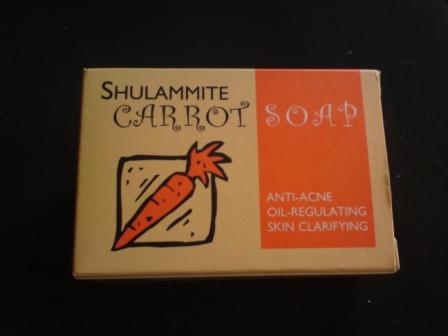 SHULAMMITE
CARROT SOAP
ANTI-ACNE
OIL-REGULATING
SKIN CLARIFYING